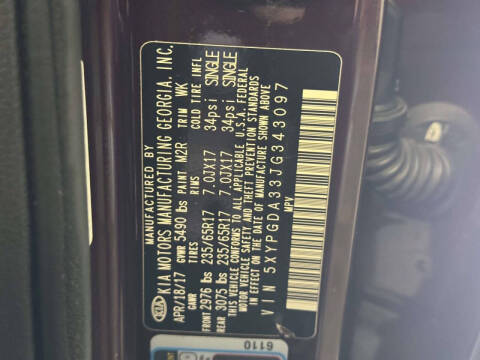 MANUFACTURED BY
KIA MOTORS MANUFACTURING GEORGIA, INC.
KIA
APR/18/17 GVWR 5490 lbs PAINT M2R TRIM WK
GAWR TIRES RIMS COLD TIRE INFL
FRONT 2976 lbs 235/65R17 7.0JX17 34psi SINGLE
REAR 3075 lbs 235/65R17 7.0JX17 34psi SINGLE
THIS VEHICLE CONFORMS TO ALL APPLICABLE U.S.A. FEDERAL
MOTOR VEHICLE SAFETY AND THEFT PREVENTION STANDARDS
IN EFFECT ON THE DATE OF MANUFACTURE SHOWN ABOVE
VIN 5XYPGDA33JG343097
MPV
6110